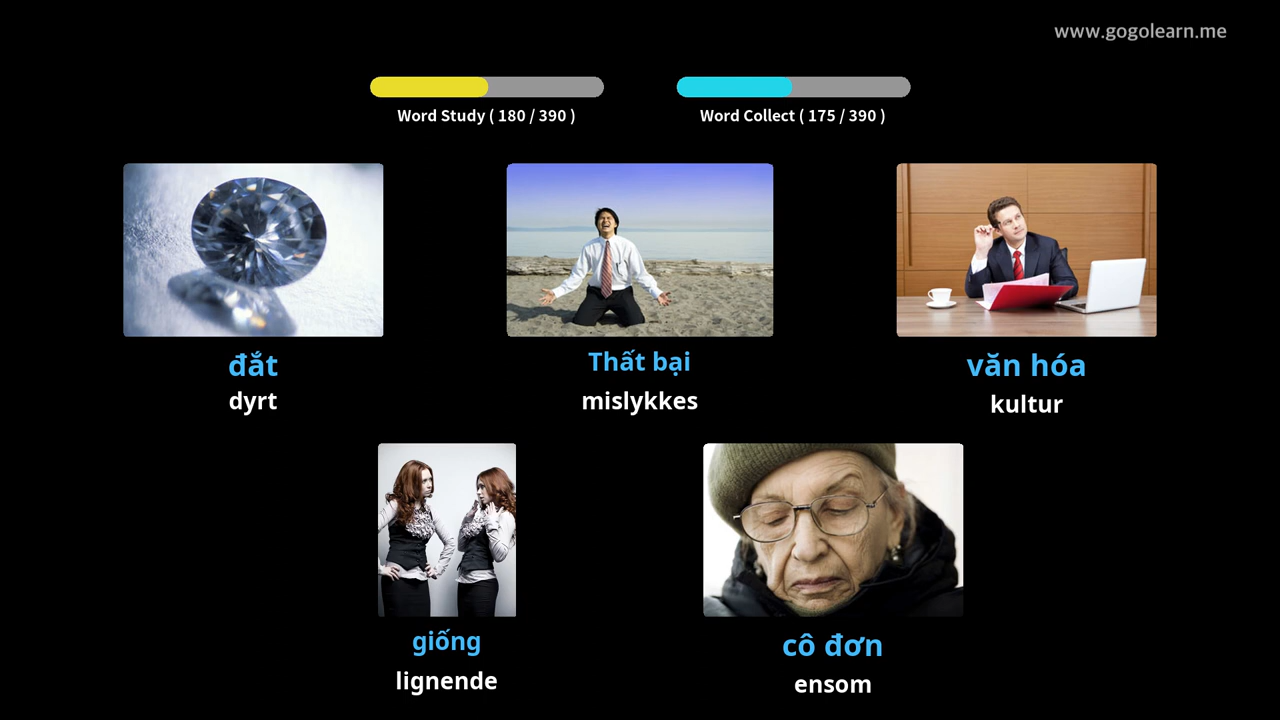 www.gogolearn.me
Word Study ( 180 / 390 )
Word Collect ( 175 / 390 )
đắt
dyrt
Thất bại
mislykkes
văn hóa
kultur
giống
lignende
cô đơn
ensom